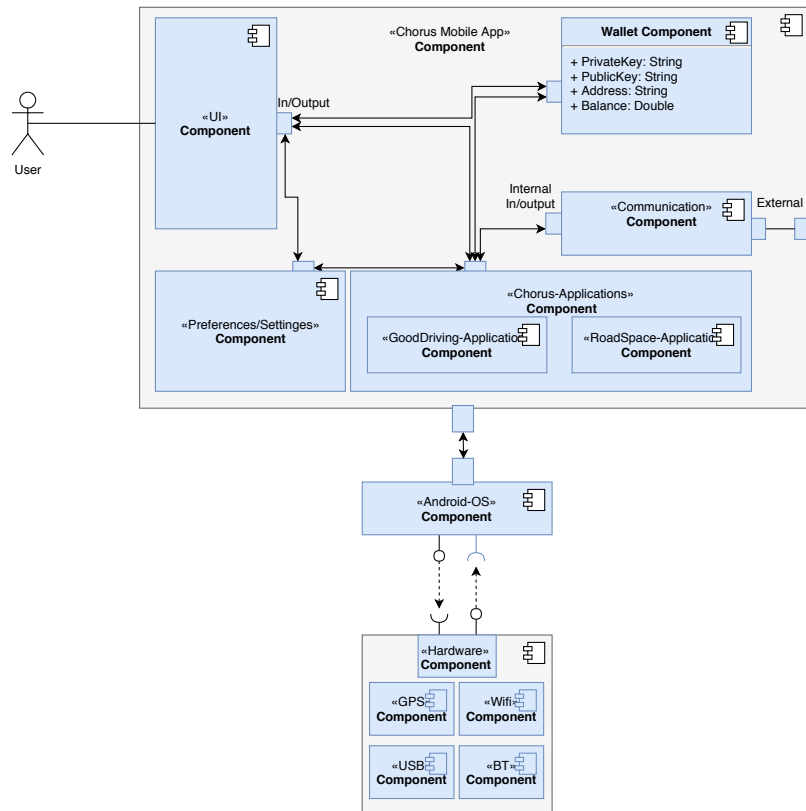 «Chorus Mobile App»
Component
Wallet Component
+ PrivateKey: String
+ PublicKey: String
+ Address: String
+ Balance: Double
In/Output
«UI»
Component
User
Internal
In/output
«Communication»
Component
External
«Preferences/Settinges»
Component
«Chorus-Applications»
Component
«GoodDriving-Application
Component
«RoadSpace-Applicatio
Component
«Android-OS»
Component
«Hardware»
Component
«GPS»
Component
«Wifi»
Component
«USB
Component
«BT»
Component